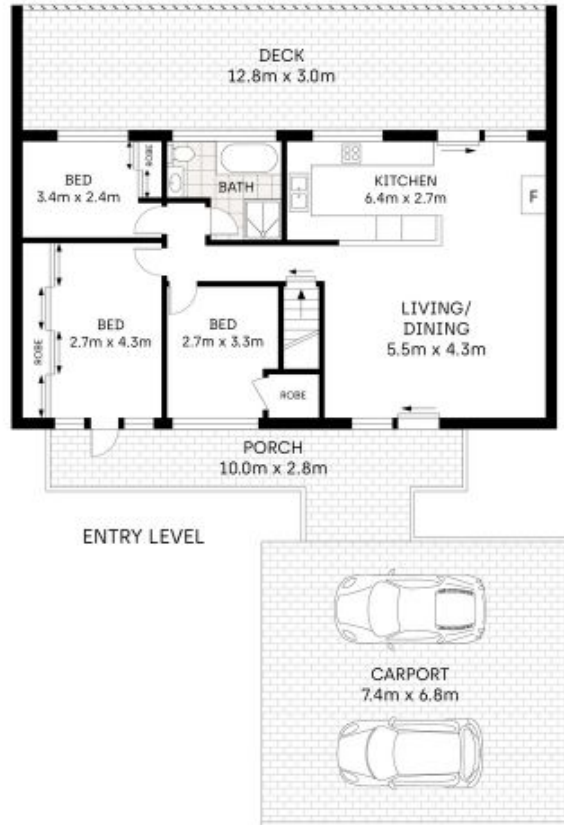 DECK
12.8m x 3.0m
ROBE
BED
3.4m x 2.4m
BATH
KITCHEN
6.4m x 2.7m
F
LIVING/
DINING
5.5m x 4.3m
BED
2.7m x 4.3m
ROBE
BED
2.7m x 3.3m
ROBE
PORCH
10.0m x 2.8m
ENTRY LEVEL
CARPORT
7.4m x 6.8m